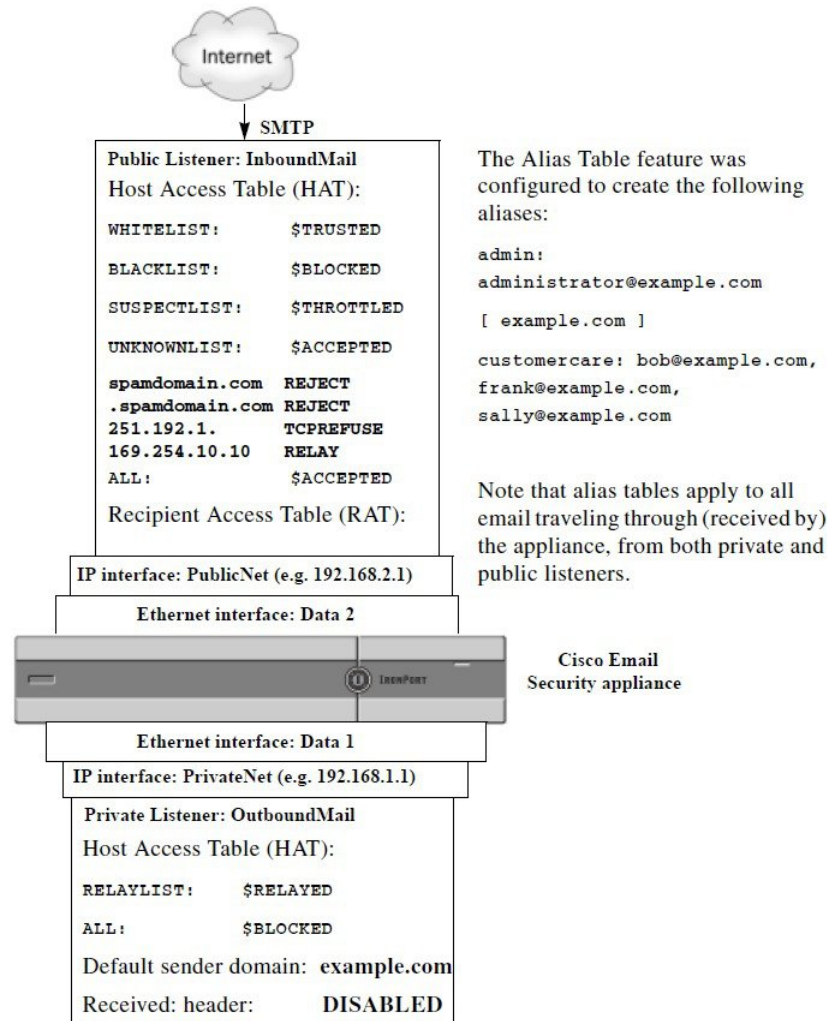 Internet
SMTP
Public Listener: InboundMail
Host Access Table (HAT):
WHITELIST: $TRUSTED
BLACKLIST: $BLOCKED
SUSPECTLIST: $THROTTLED
UNKNOWNLIST: $ACCEPTED
spamdomain.com REJECT
.spamdomain.com REJECT
251.192.1. TCPREFUSE
169.254.10.10 RELAY
ALL: $ACCEPTED
Recipient Access Table (RAT):
The Alias Table feature was
configured to create the following
aliases:
admin:
administrator@example.com
[ example.com ]
customercare: bob@example.com,
frank@example.com,
sally@example.com
Note that alias tables apply to all
email traveling through (received by)
the appliance, from both private and
public listeners.
IP interface: PublicNet (e.g. 192.168.2.1)
Ethernet interface: Data 2
IRONPORT
Cisco Email
Security appliance
Ethernet interface: Data 1
IP interface: PrivateNet (e.g. 192.168.1.1)
Private Listener: OutboundMail
Host Access Table (HAT):
RELAYLIST: $RELAYED
ALL: $BLOCKED
Default sender domain: example.com
Received: header: DISABLED